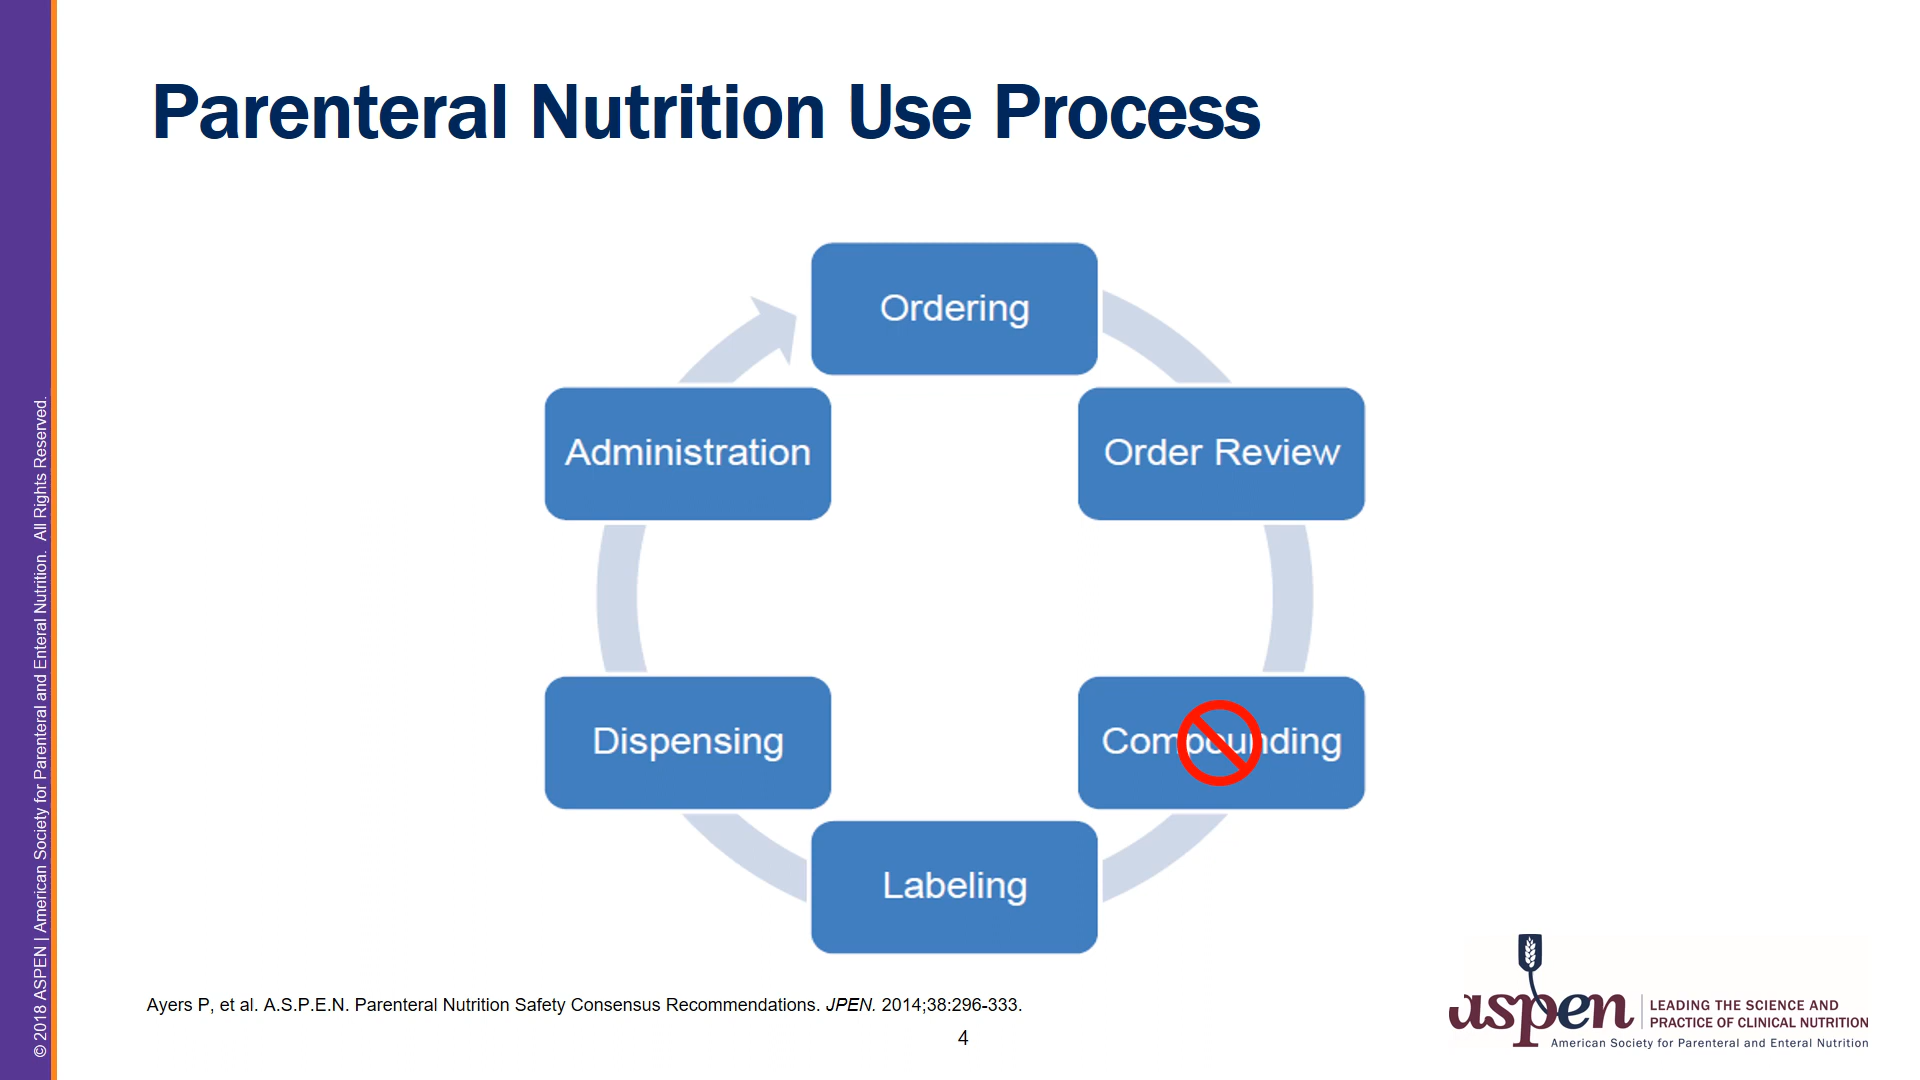 Parenteral Nutrition Use Process
Ordering
Order Review
Compounding
Labeling
Dispensing
Administration
Ayers P, et al. A.S.P.E.N. Parenteral Nutrition Safety Consensus Recommendations. JPEN. 2014;38:296-333.
4
© 2018 ASPEN | American Society for Parenteral and Enteral Nutrition. All Rights Reserved.
aspen
LEADING THE SCIENCE AND
PRACTICE OF CLINICAL NUTRITION
American Society for Parenteral and Enteral Nutrition